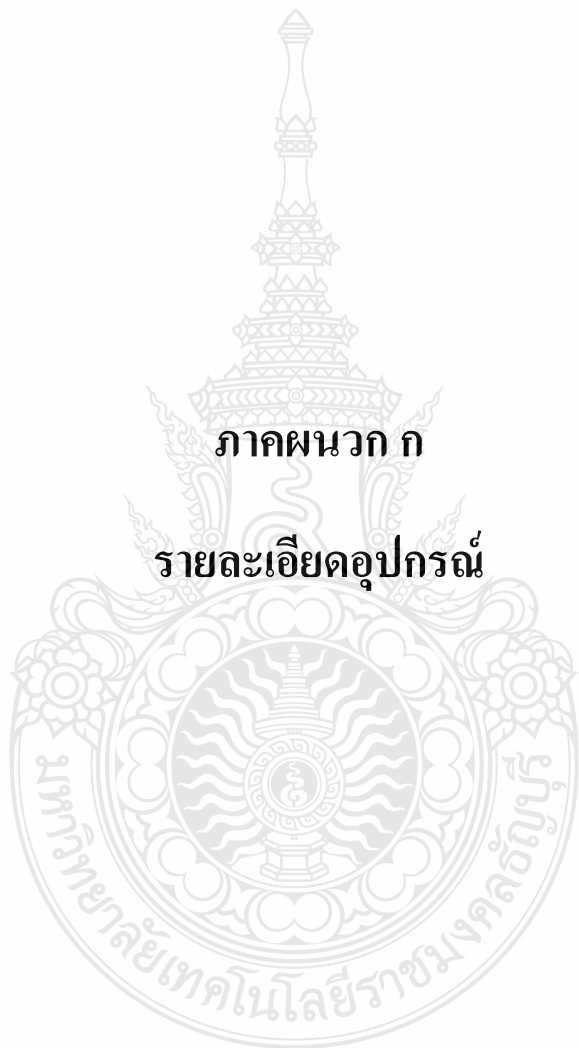 ภาคผนวก ก
รายละเอียดอุปกรณ์
มหาวิทยาลัยเทคโนโลยีราชมงคลธัญบุรี